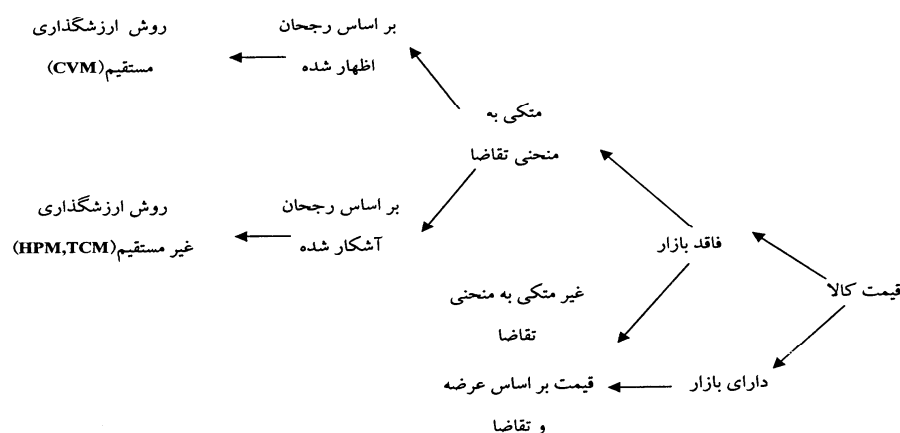 روش ارزشگذاری
مستقیم(CVM)
بر اساس رجحان
اظهار شده
متکی به
منحنی تقاضا
روش ارزشگذاری
غیر مستقیم(HPM,TCM)
بر اساس رجحان
آشکار شده
فاقد بازار
قیمت کالا
غیر متکی به منحنی
تقاضا
دارای بازار
قیمت بر اساس عرضه
و تقاضا